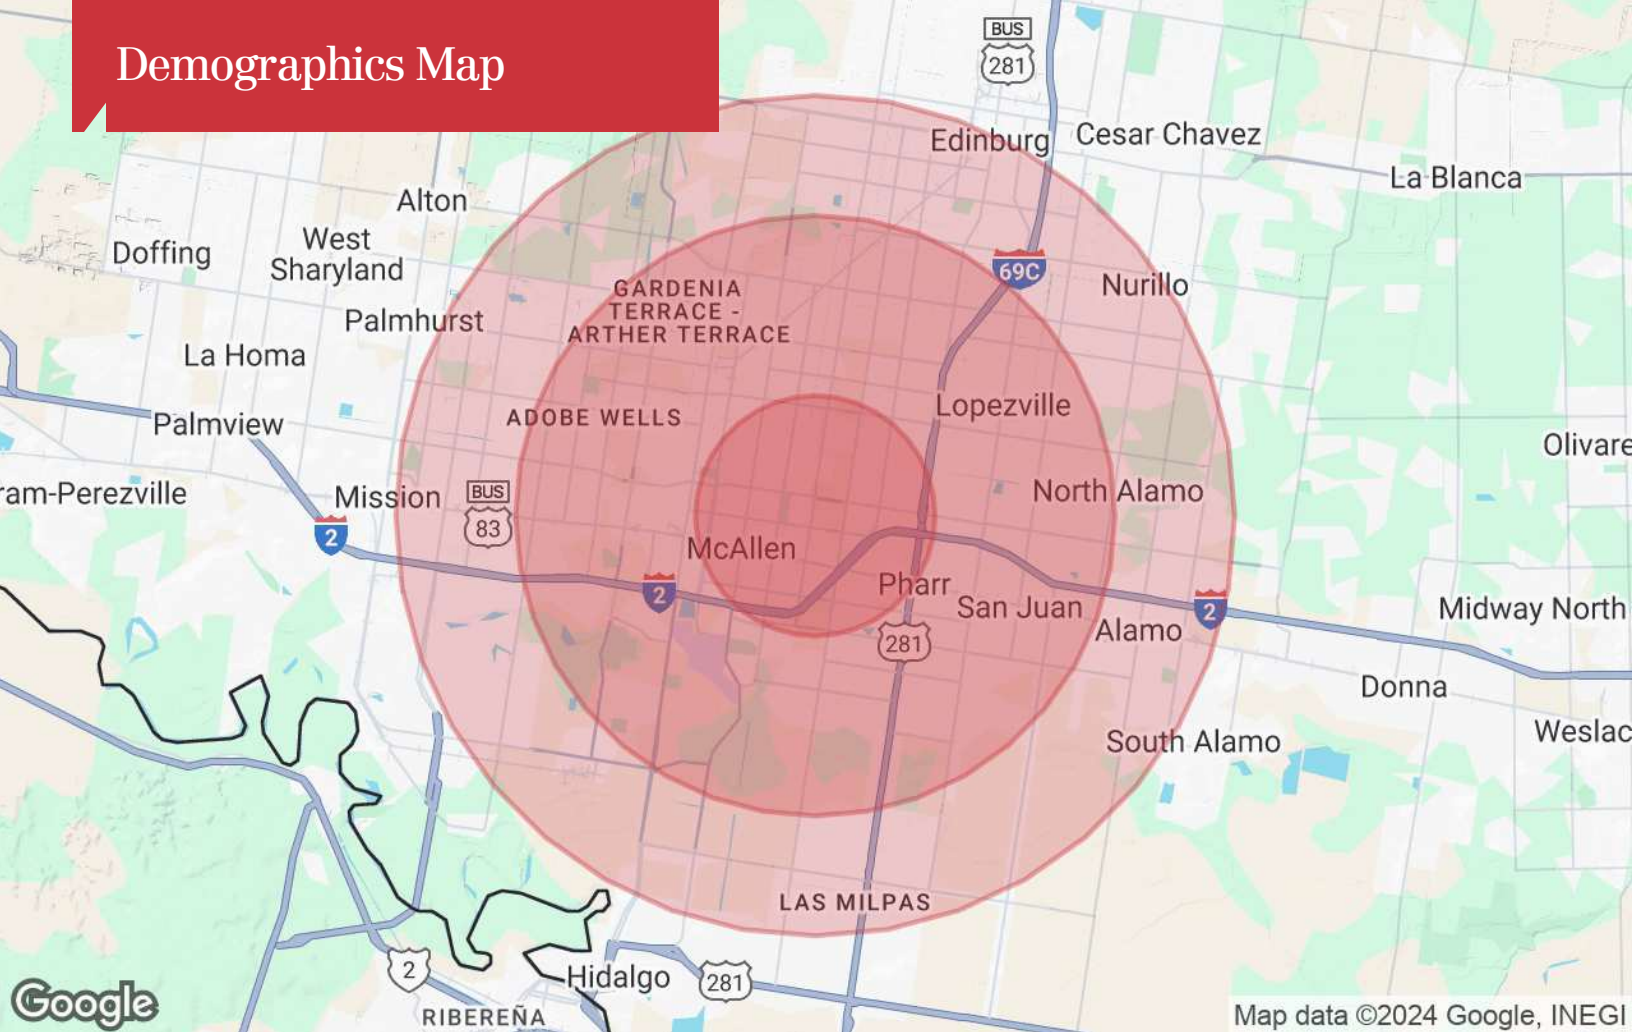 Demographics Map
BUS
281
Edinburg
Cesar Chavez
La Blanca
Alton
West
Sharyland
Doffing
69C
Nurillo
GARDENIA
TERRACE -
ARTHER TERRACE
Palmhurst
La Homa
Lopezville
ADOBE WELLS
Palmview
Olivare
ram-Perezville
Mission
BUS
83
North Alamo
2
McAllen
Pharr
2
San Juan
2
Midway North
Alamo
281
Donna
Weslac
South Alamo
LAS MILPAS
2
Hidalgo
281
Google
RIBEREÑA
Map data ©2024 Google, INEGI